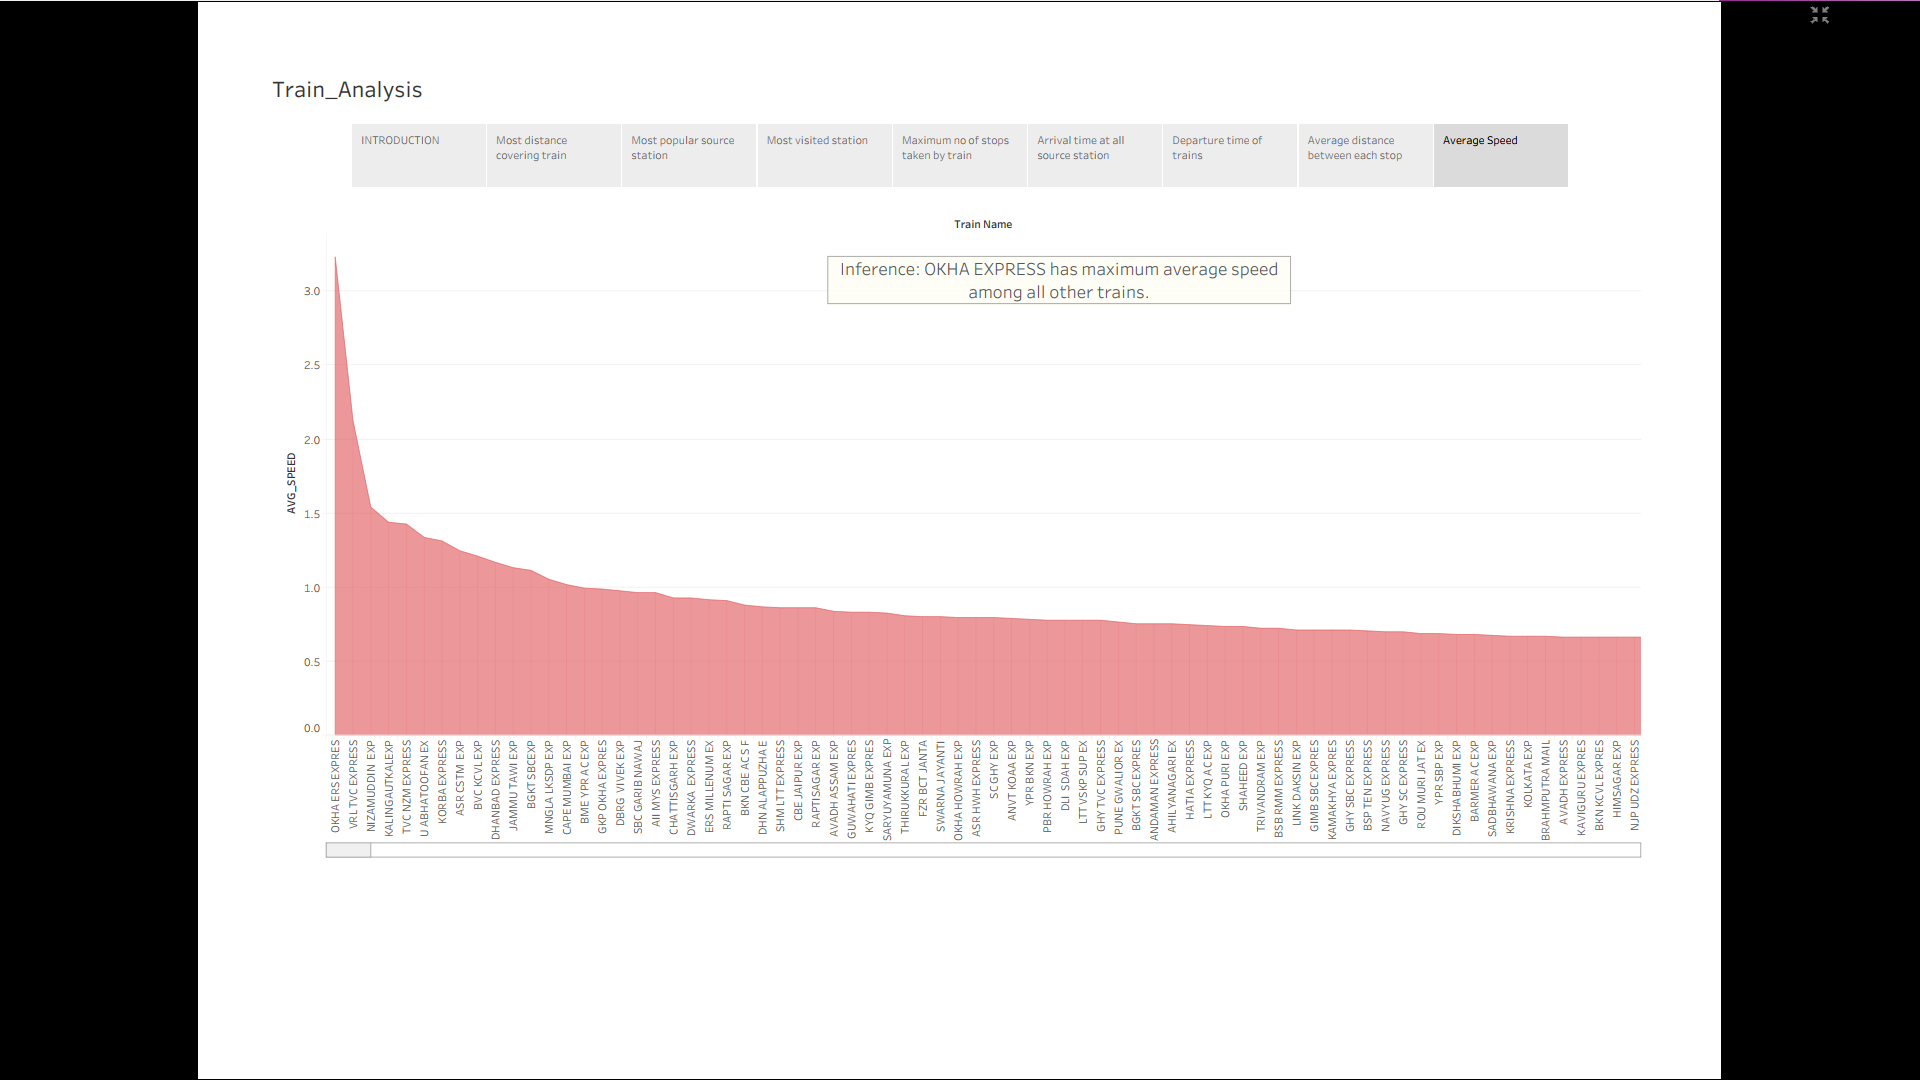 Train_Analysis
INTRODUCTION
Most distance
covering train
Most popular source
station
Most visited station
Maximum no of stops
taken by train
Arrival time at all
source station
Departure time of
trains
Average distance
between each stop
Average Speed
Train Name
Inference: OKHA EXPRESS has maximum average speed
among all other trains.
AVG_SPEED
3.0
2.5
2.0
1.5
1.0
0.5
0.0
OKHA ERS EXPRES
VRL TVC EXPRESS
NIZAMUDDIN EXP
KALINGAUTKALEXP
TVC NZM EXPRESS
U ABHATOOFAN EX
KORBA EXPRESS
ASR CSTM EXP
BVC KCVL EXP
DHANBAD EXPRESS
JAMMU TAWI EXP
BGKT SBCEXP
MNGLA LKSDP EXP
CAPE MUMBAI EXP
BME YPR AC EXP
GKP OKHA EXPRES
DBRG VIVEK EXP
SBC GARIB NAWAJ
AII MYS EXPRESS
CHATTISGARH EXP
DWARKA EXPRESS
ERS MILLENUM EX
RAPTI SAGAR EXP
BKN CBE AC S F
DHN ALAPPUZHA E
SHM LTT EXPRESS
CBE JAIPUR EXP
RAPTISAGAR EXP
AVADH ASSAM EXP
GUWAHATI EXPRES
KYQ GIMB EXPRES
SARYUYAMUNA EXP
THIRUKKURAL EXP
FZR BCT JANTA
SWARNA JAYANTI
OKHA HOWRAH EXP
ASR HWH EXPRESS
SC GHY EXP
ANVT KOAA EXP
YPR BKN EXP
PBR HOWRAH EXP
DLI SDAH EXP
LTT VSKP SUP EX
GHY TVC EXPRESS
PUNE GWALIOR EX
BGKT SBC EXPRES
ANDAMAN EXPRESS
AHILYANAGARI EX
HATIA EXPRESS
LTT KYQ AC EXP
OKHA PURI EXP
SHAHEED EXP
TRIVANDRAM EXP
BSB RMM EXPRESS
LINK DAKSIN EXP
GIMB SBC EXPRES
KAMAKHYA EXPRES
GHY SBC EXPRESS
BSP TEN EXPRESS
NAVYUG EXPRESS
GHY SC EXPRESS
ROU MURI JAT EX
YPR SBP EXP
DIKSHABHUMI EXP
BARMER AC EXP
SADBHAWANA EXP
KRISHNA EXPRESS
KOLKATA EXP
BRAHMPUTRA MAIL
AVADH EXPRESS
KAVIGURU EXPRES
BKN KCVL EXPRES
HIMSAGAR EXP
NJP UDZ EXPRESS